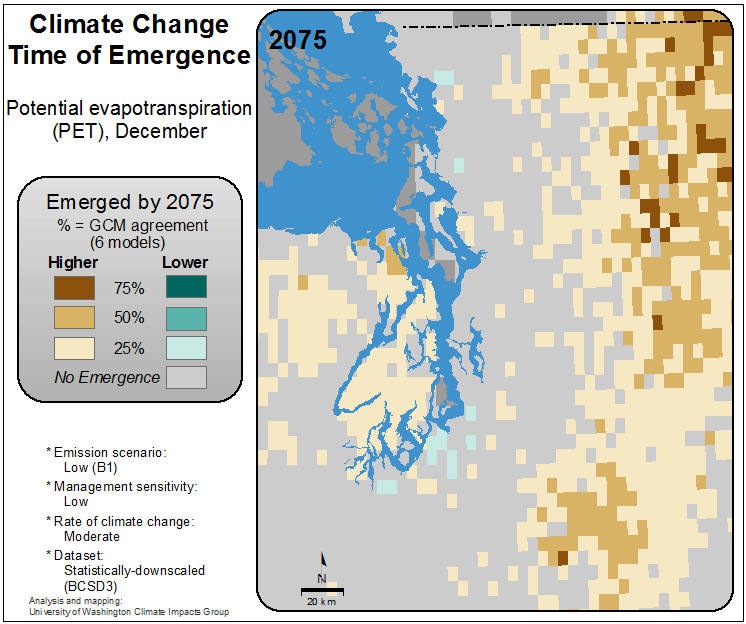 Climate Change
Time of Emergence
Potential evapotranspiration
(PET), December
Emerged by 2075
% = GCM agreement
(6 models)
Higher Lower
75%
50%
25%
No Emergence
* Emission scenario:
Low (B1)
* Management sensitivity:
Low
* Rate of climate change:
Moderate
* Dataset:
Statistically-downscaled
(BCSD3)
Analysis and mapping:
University of Washington Climate Impacts Group
2075
N
20 km